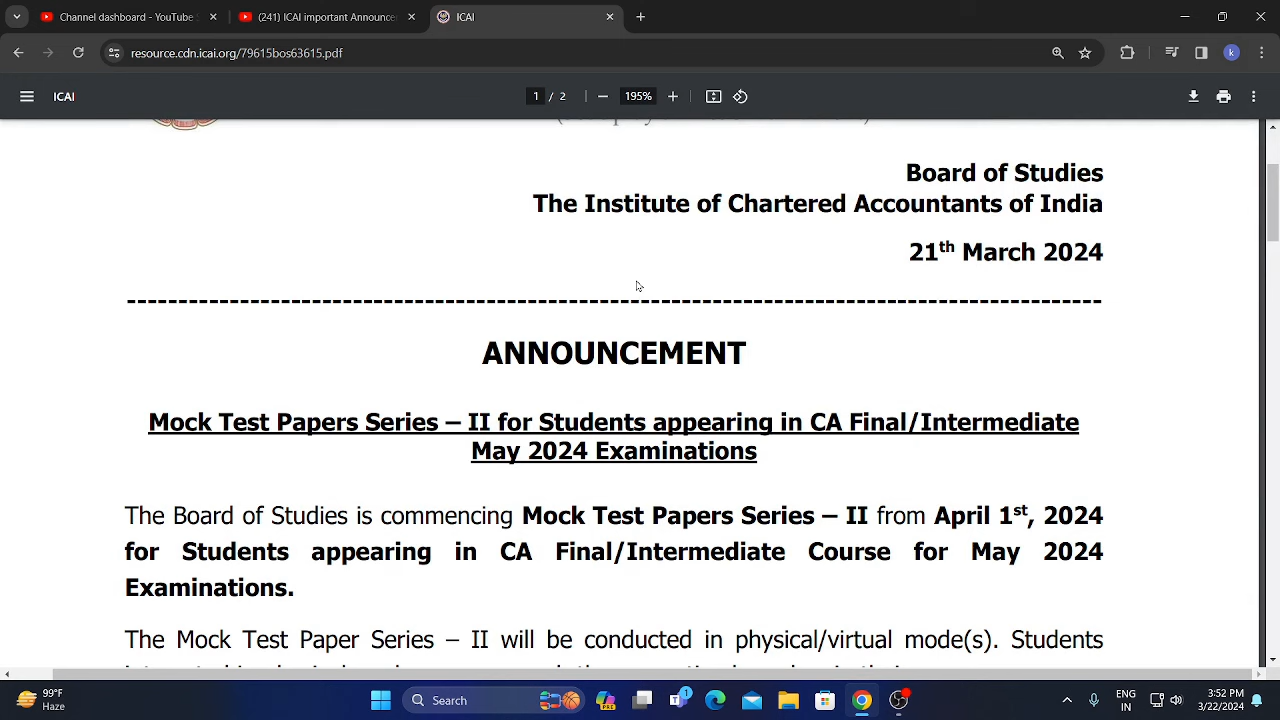 Channel dashboard - YouTube S
(241) ICAI important Announcem
ICAI
resource.cdn.icai.org/79615bos63615.pdf
k
ICAI
1 / 2
195%
Board of Studies
The Institute of Chartered Accountants of India
21th March 2024
--------------------------------------------------------------------------------
ANNOUNCEMENT
Mock Test Papers Series – II for Students appearing in CA Final/Intermediate
May 2024 Examinations
The Board of Studies is commencing Mock Test Papers Series – II from April 1st, 2024
for Students appearing in CA Final/Intermediate Course for May 2024
Examinations.
The Mock Test Paper Series – II will be conducted in physical/virtual mode(s). Students
99°F
Haze
Search
PRE
1
ENG
IN
3:52 PM
3/22/2024